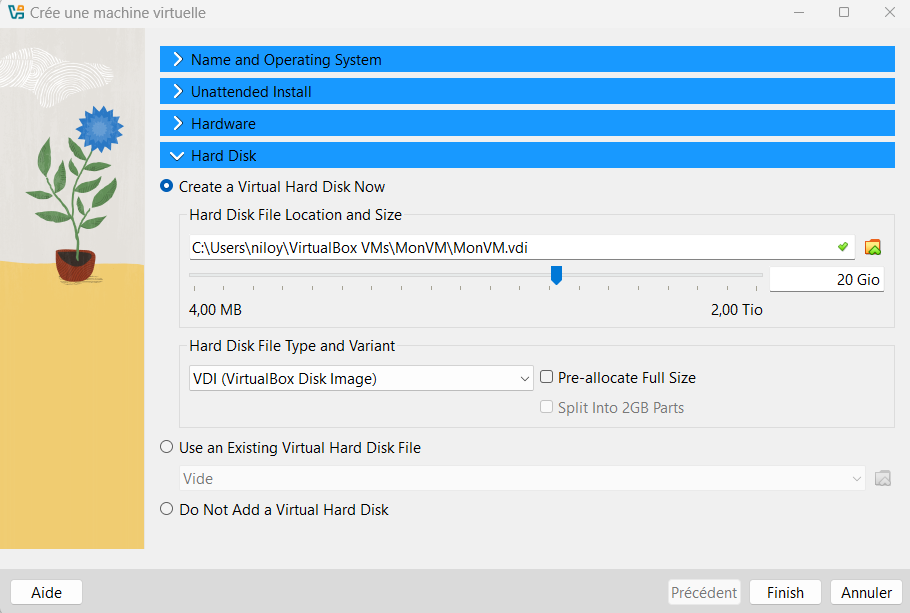 Crée une machine virtuelle
Name and Operating System
Unattended Install
Hardware
Hard Disk
Create a Virtual Hard Disk Now
Hard Disk File Location and Size
C:\Users\niloy\VirtualBox VMs\MonVM\MonVM.vdi
20 Gio
4,00 MB 2,00 Tio
Hard Disk File Type and Variant
VDI (VirtualBox Disk Image) Pre-allocate Full Size
Split Into 2GB Parts
Use an Existing Virtual Hard Disk File
Vide
Do Not Add a Virtual Hard Disk
Aide Précédent Finish Annuler